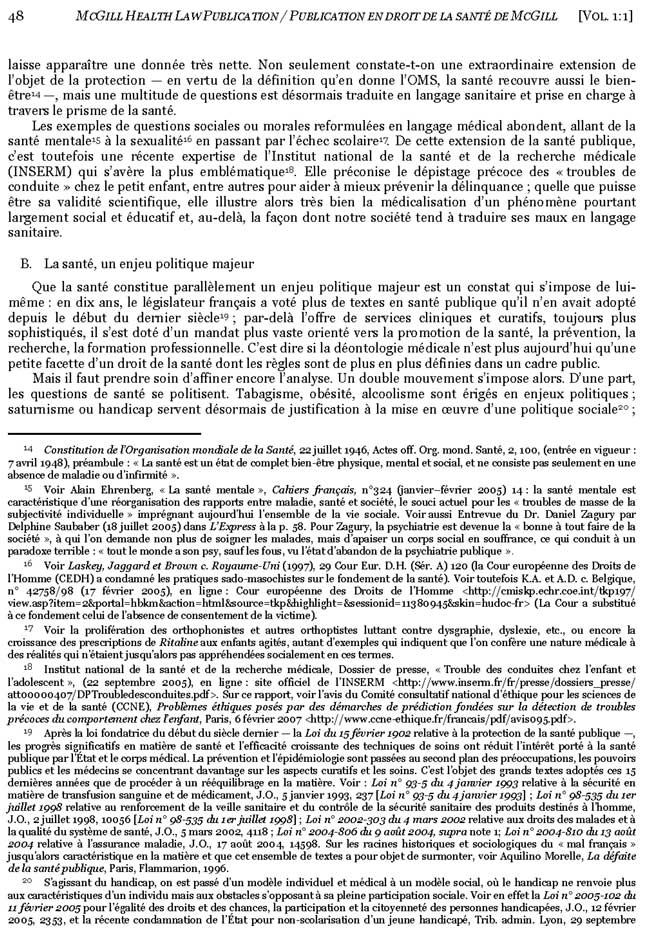 48 McGill Health Law Publication / Publication en droit de la santé de McGill [Vol. 1:1]
laisse apparaître une donnée très nette. Non seulement constate-t-on une extraordinaire extension de
l'objet de la protection — en vertu de la définition qu'en donne l'OMS, la santé recouvre aussi le bien-
être14 —, mais une multitude de questions est désormais traduite en langage sanitaire et prise en charge à
travers le prisme de la santé.
Les exemples de questions sociales ou morales reformulées en langage médical abondent, allant de la
santé mentale15 à la sexualité16 en passant par l'échec scolaire17. De cette extension de la santé publique,
c'est toutefois une récente expertise de l'Institut national de la santé et de la recherche médicale
(INSERM) qui s'avère la plus emblématique18. Elle préconise le dépistage précoce des « troubles de
conduite » chez le petit enfant, entre autres pour aider à mieux prévenir la délinquance ; quelle que puisse
être sa validité scientifique, elle illustre alors très bien la médicalisation d'un phénomène pourtant
largement social et éducatif et, au-delà, la façon dont notre société tend à traduire ses maux en langage
sanitaire.
B. La santé, un enjeu politique majeur
Que la santé constitue parallèlement un enjeu politique majeur est un constat qui s'impose de lui-
même : en dix ans, le législateur français a voté plus de textes en santé publique qu'il n'en avait adopté
depuis le début du dernier siècle19 ; par-delà l'offre de services cliniques et curatifs, toujours plus
sophistiqués, il s'est doté d'un mandat plus vaste orienté vers la promotion de la santé, la prévention, la
recherche, la formation professionnelle. C'est dire si la déontologie médicale n'est plus aujourd'hui qu'une
petite facette d'un droit de la santé dont les règles sont de plus en plus définies dans un cadre public.
Mais il faut prendre soin d'affiner encore l'analyse. Un double mouvement s'impose alors. D'une part,
les questions de santé se politisent. Tabagisme, obésité, alcoolisme sont érigés en enjeux politiques ;
saturnisme ou handicap servent désormais de justification à la mise en œuvre d'une politique sociale20 ;
14 Constitution de l'Organisation mondiale de la Santé, 22 juillet 1946, Actes off. Org. mond. Santé, 2, 100, (entrée en vigueur :
7 avril 1948), préambule : « La santé est un état de complet bien-être physique, mental et social, et ne consiste pas seulement en une
absence de maladie ou d'infirmité ».
15 Voir Alain Ehrenberg, « La santé mentale », Cahiers français, n°324 (janvier–février 2005) 14 : la santé mentale est
caractéristique d'une réorganisation des rapports entre maladie, santé et société, le souci actuel pour les « troubles de masse de la
subjectivité individuelle » imprégnant aujourd'hui l'ensemble de la vie sociale. Voir aussi Entrevue du Dr. Daniel Zagury par
Delphine Saubaber (18 juillet 2005) dans L'Express à la p. 58. Pour Zagury, la psychiatrie est devenue la « bonne à tout faire de la
société », à qui l'on demande non plus de soigner les malades, mais d'apaiser un corps social en souffrance, ce qui conduit à un
paradoxe terrible : « tout le monde a son psy, sauf les fous, vu l'état d'abandon de la psychiatrie publique ».
16 Voir Laskey, Jaggard et Brown c. Royaume-Uni (1997), 29 Cour Eur. D.H. (Sér. A) 120 (la Cour européenne des Droits de
l'Homme (CEDH) a condamné les pratiques sado-masochistes sur le fondement de la santé). Voir toutefois K.A. et A.D. c. Belgique,
n° 42758/98 (17 février 2005), en ligne : Cour européenne des Droits de l'Homme <http://cmiskp.echr.coe.int/tkp197/
view.asp?item=2&portal=hbkm&action=html&source=tkp&highlight=&sessionid=11380945&skin=hudoc-fr> (La Cour a substitué
à ce fondement celui de l'absence de consentement de la victime).
17 Voir la prolifération des orthophonistes et autres orthoptistes luttant contre dysgraphie, dyslexie, etc., ou encore la
croissance des prescriptions de Ritaline aux enfants agités, autant d'exemples qui indiquent que l'on confère une nature médicale à
des réalités qui n'étaient jusqu'alors pas appréhendées socialement en ces termes.
18 Institut national de la santé et de la recherche médicale, Dossier de presse, « Trouble des conduites chez l'enfant et
l'adolescent », (22 septembre 2005), en ligne : site officiel de l'INSERM <http://www.inserm.fr/fr/presse/dossiers_presse/
att00000407/DPTroubledesconduites.pdf>. Sur ce rapport, voir l'avis du Comité consultatif national d'éthique pour les sciences de
la vie et de la santé (CCNE), Problèmes éthiques posés par des démarches de prédiction fondées sur la détection de troubles
précoces du comportement chez l'enfant, Paris, 6 février 2007 <http://www.ccne-ethique.fr/francais/pdf/avis095.pdf>.
19 Après la loi fondatrice du début du siècle dernier — la Loi du 15 février 1902 relative à la protection de la santé publique —,
les progrès significatifs en matière de santé et l'efficacité croissante des techniques de soins ont réduit l'intérêt porté à la santé
publique par l'État et le corps médical. La prévention et l'épidémiologie sont passées au second plan des préoccupations, les pouvoirs
publics et les médecins se concentrant davantage sur les aspects curatifs et les soins. C'est l'objet des grands textes adoptés ces 15
dernières années que de procéder à un rééquilibrage en la matière. Voir : Loi n° 93-5 du 4 janvier 1993 relative à la sécurité en
matière de transfusion sanguine et de médicament, J.O., 5 janvier 1993, 237 [Loi n° 93-5 du 4 janvier 1993] ; Loi n° 98-535 du 1er
juillet 1998 relative au renforcement de la veille sanitaire et du contrôle de la sécurité sanitaire des produits destinés à l'homme,
J.O., 2 juillet 1998, 10056 [Loi n° 98-535 du 1er juillet 1998] ; Loi n° 2002-303 du 4 mars 2002 relative aux droits des malades et à
la qualité du système de santé, J.O., 5 mars 2002, 4118 ; Loi n° 2004-806 du 9 août 2004, supra note 1; Loi n° 2004-810 du 13 août
2004 relative à l'assurance maladie, J.O., 17 août 2004, 14598. Sur les racines historiques et sociologiques du « mal français »
jusqu'alors caractéristique en la matière et que cet ensemble de textes a pour objet de surmonter, voir Aquilino Morelle, La défaite
de la santé publique, Paris, Flammarion, 1996.
20 S'agissant du handicap, on est passé d'un modèle individuel et médical à un modèle social, où le handicap ne renvoie plus
aux caractéristiques d'un individu mais aux obstacles s'opposant à sa pleine participation sociale. Voir en effet la Loi n° 2005-102 du
11 février 2005 pour l'égalité des droits et des chances, la participation et la citoyenneté des personnes handicapées, J.O., 12 février
2005, 2353, et la récente condamnation de l'État pour non-scolarisation d'un jeune handicapé, Trib. admin. Lyon, 29 septembre